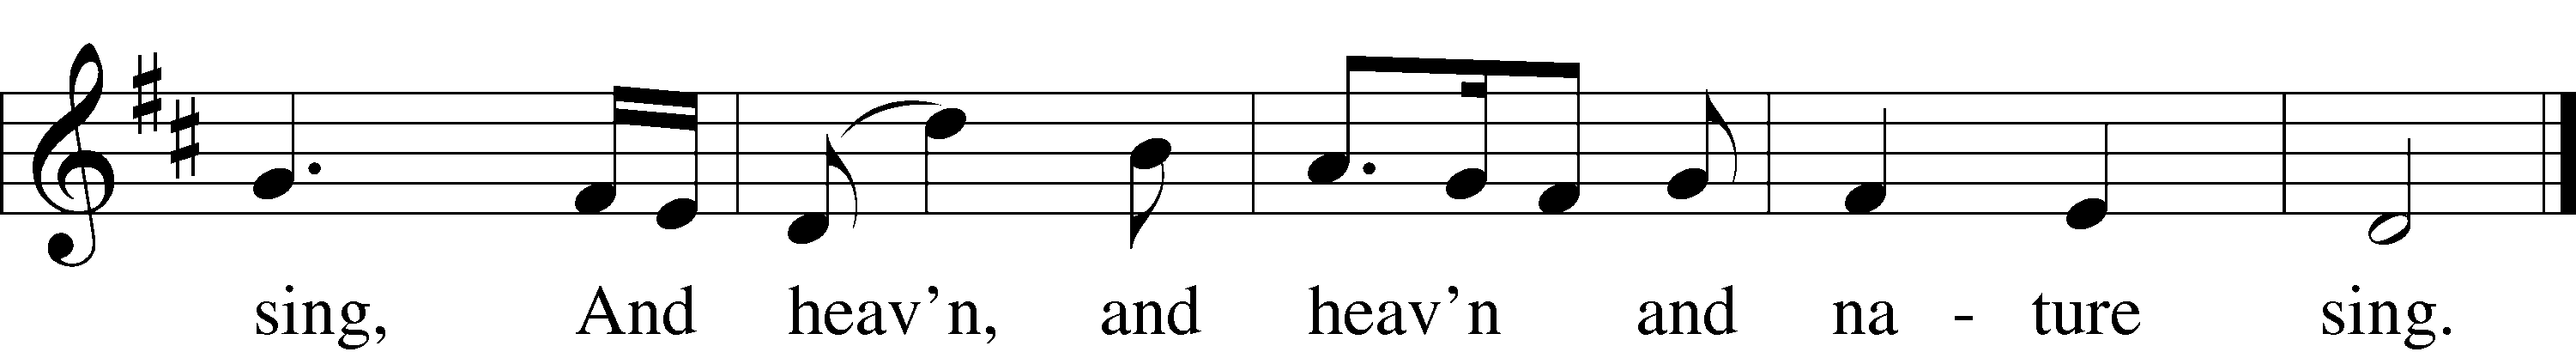 sing, And heav’n, and heav’n and na - ture sing.